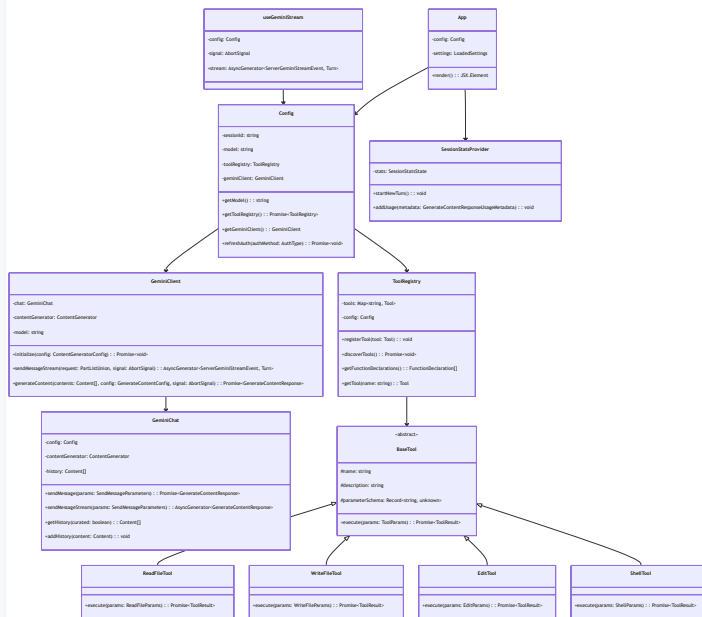 useGeminiStream
-config: Config
-signal: AbortSignal
+stream: AsyncGenerator<ServerGeminiStreamEvent, Turn>
App
-config: Config
-settings: LoadedSettings
+render() : : JSX.Element
Config
-sessionId: string
-model: string
-toolRegistry: ToolRegistry
-geminiClient: GeminiClient
+getModel() : : string
+getToolRegistry() : : Promise<ToolRegistry>
+getGeminiClient() : : GeminiClient
+refreshAuth(authMethod: AuthType) : : Promise<void>
SessionStatsProvider
-stats: SessionStatsState
+startNewTurn() : : void
+addUsage(metadata: GenerateContentResponseUsageMetadata) : : void
GeminiClient
-chat: GeminiChat
-contentGenerator: ContentGenerator
-model: string
+initialize(config: ContentGeneratorConfig) : : Promise<void>
+sendMessageStream(request: PartListUnion, signal: AbortSignal) : : AsyncGenerator<ServerGeminiStreamEvent, Turn>
+generateContent(contents: Content[], config: GenerateContentConfig, signal: AbortSignal) : : Promise<GenerateContentResponse>
ToolRegistry
-tools: Map<string, Tool>
-config: Config
+registerTool(tool: Tool) : : void
+discoverTools() : : Promise<void>
+getFunctionDeclarations() : : FunctionDeclaration[]
+getTool(name: string) : : Tool
GeminiChat
-config: Config
-contentGenerator: ContentGenerator
-history: Content[]
+sendMessage(params: SendMessageParameters) : : Promise<GenerateContentResponse>
+sendMessageStream(params: SendMessageParameters) : : AsyncGenerator<GenerateContentResponse>
+getHistory(curated: boolean) : : Content[]
+addHistory(content: Content) : : void
«abstract»
BaseTool
#name: string
#description: string
#parameterSchema: Record<string, unknown>
+execute(params: ToolParams) : : Promise<ToolResult>
ReadFileTool
+execute(params: ReadFileParams) : : Promise<ToolResult>
WriteFileTool
+execute(params: WriteFileParams) : : Promise<ToolResult>
EditTool
+execute(params: EditParams) : : Promise<ToolResult>
ShellTool
+execute(params: ShellParams) : : Promise<ToolResult>